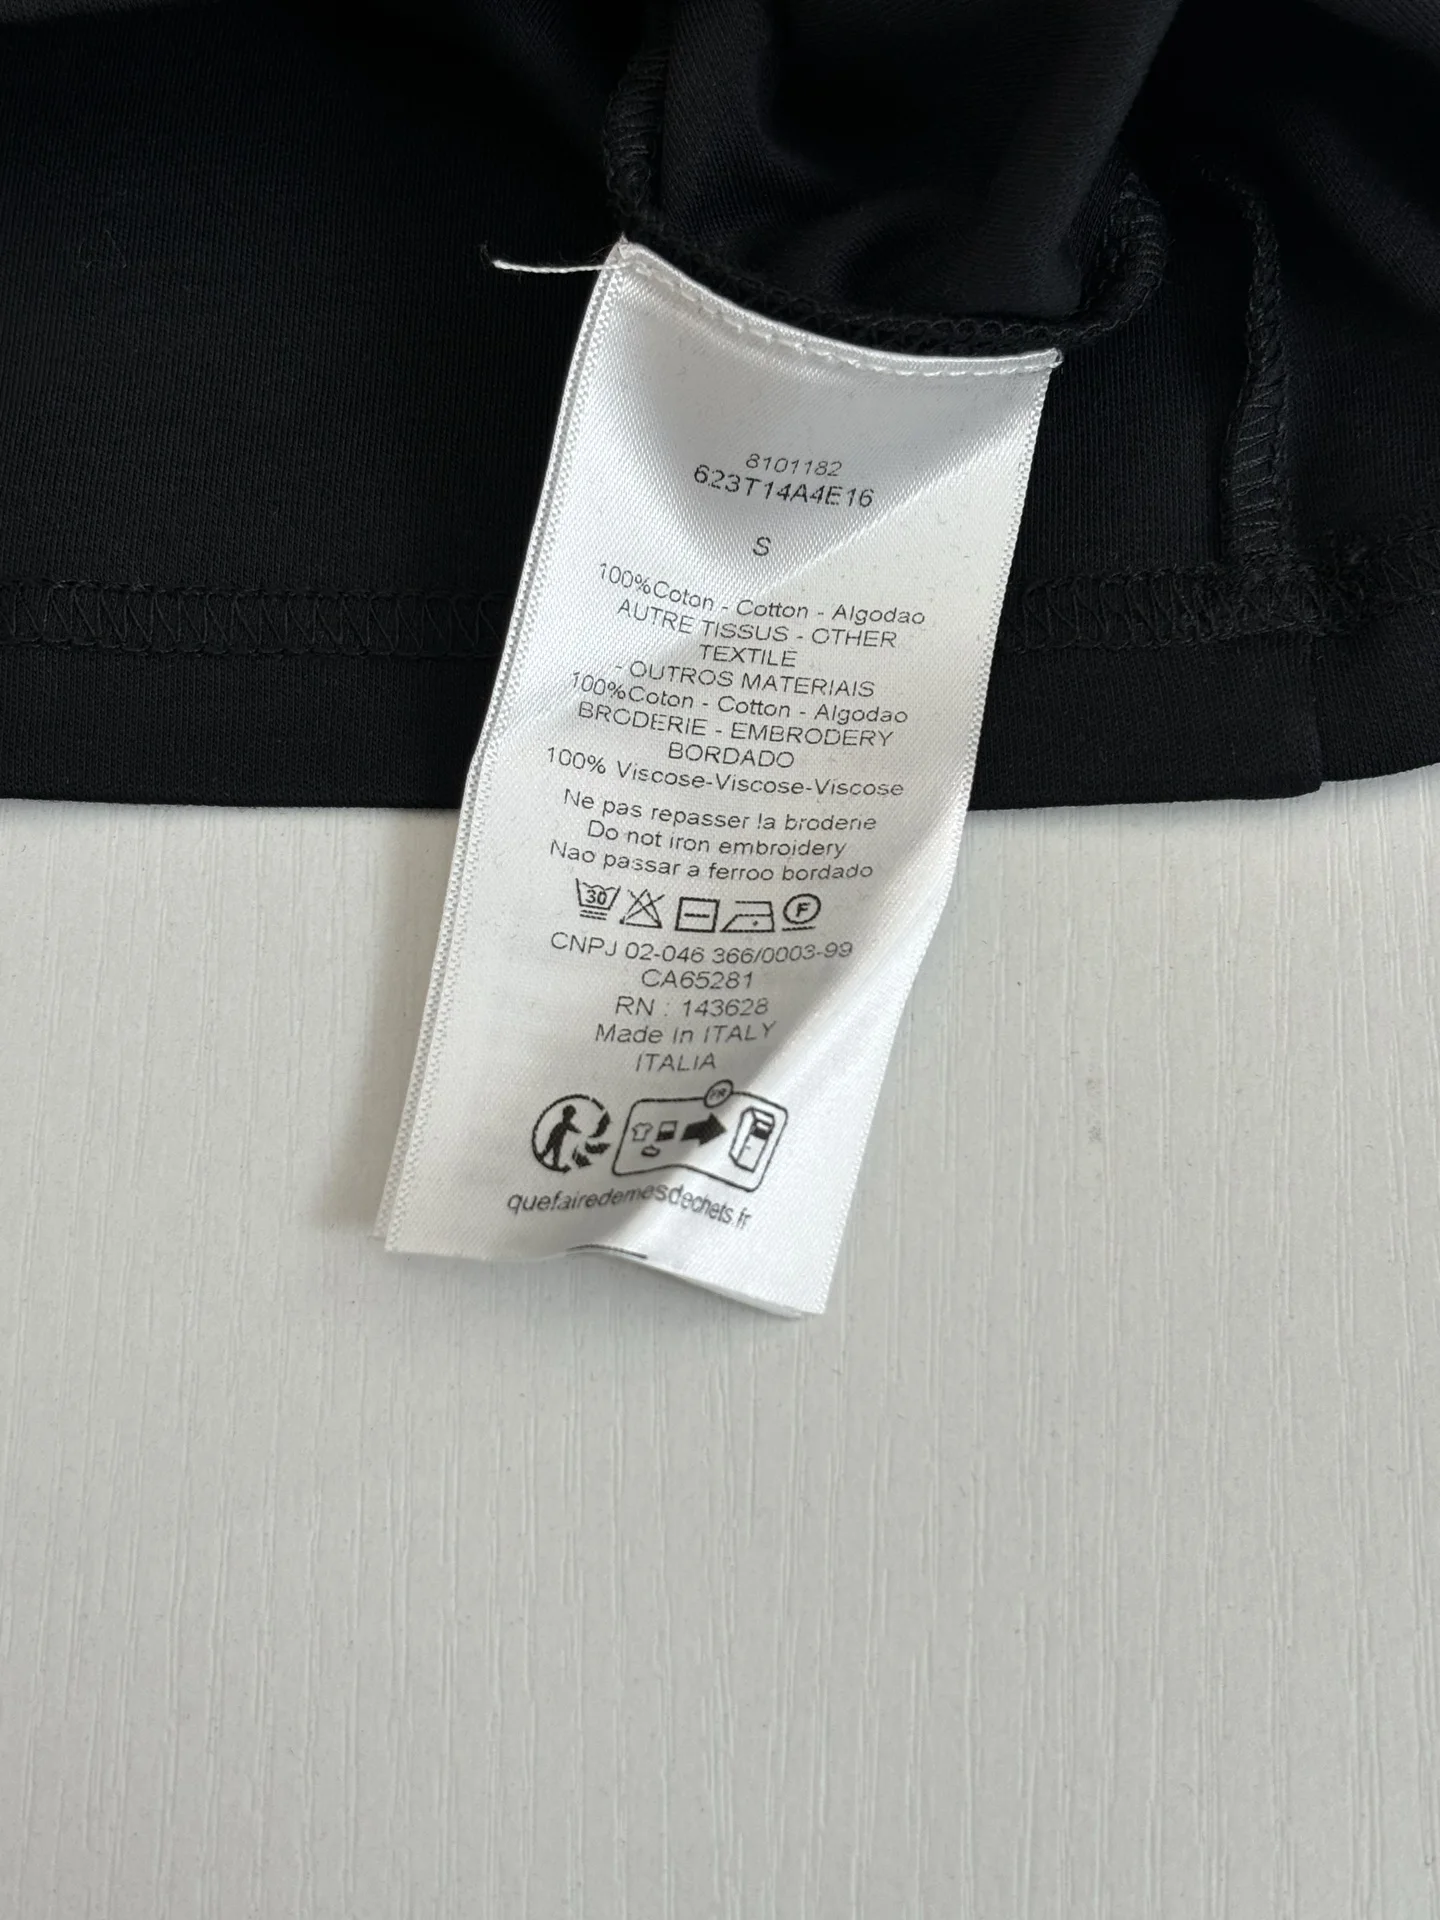 8101182
623T14A4E16
S
100%Coton - Cotton - Algodao
AUTRE TISSUS - OTHER
TEXTILE
- OUTROS MATERIAIS
100%Coton - Cotton - Algodao
BRODERIE - EMBRODERY
BORDADO
100% Viscose-Viscose-Viscose
Ne pas repasser la broderie
Do not iron embroidery
Nao passar a ferroo bordado
30 F
CNPJ 02-046 366/0003-99
CA65281
RN : 143628
Made in ITALY
ITALIA
FR
quefairedemesdechets.fr